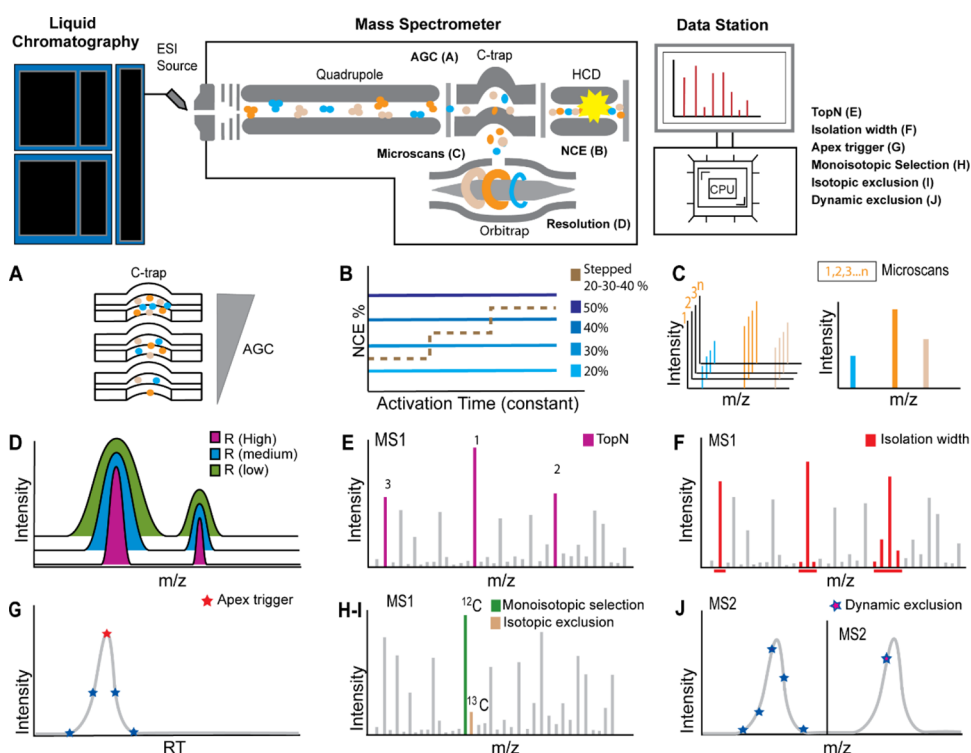 Liquid
Chromatography
ESI
Source
Mass Spectrometer
AGC (A)
C-trap
Quadrupole
HCD
Microscans (C)
NCE (B)
Resolution (D)
Orbitrap
Data Station
CPU
TopN (E)
Isolation width (F)
Apex trigger (G)
Monoisotopic Selection (H)
Isotopic exclusion (I)
Dynamic exclusion (J)
A
C-trap
AGC
B
NCE %
Stepped
20-30-40 %
50%
40%
30%
20%
Activation Time (constant)
C
1,2,3...n
Microscans
1
2
3
n
Intensity
m/z
Intensity
m/z
D
R (High)
R (medium)
R (low)
Intensity
m/z
E
MS1
TopN
1
2
3
Intensity
m/z
F
MS1
Isolation width
Intensity
m/z
G
Apex trigger
Intensity
RT
H-I
MS1
12C
Monoisotopic selection
Isotopic exclusion
13C
Intensity
m/z
J
MS2
Dynamic exclusion
MS2
Intensity
m/z